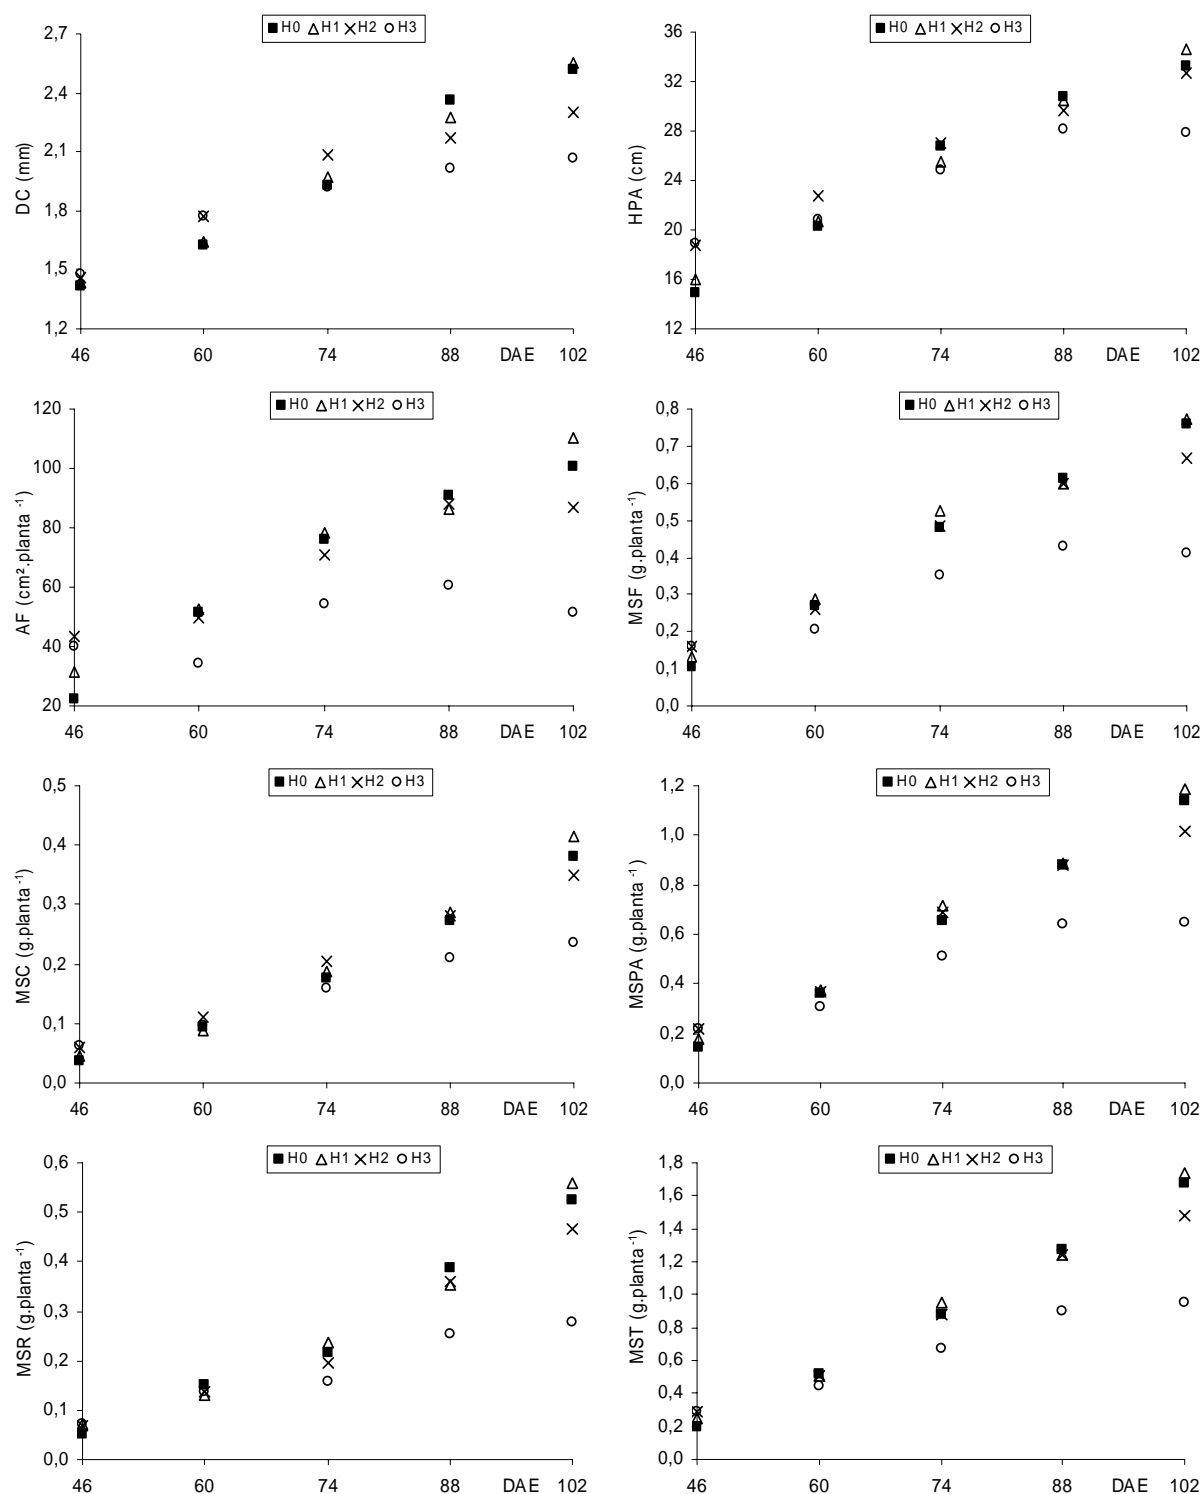 H0 H1 H2 H3
DC (mm)
2,7
2,4
2,1
1,8
1,5
1,2
46 60 74 88 DAE 102
H0 H1 H2 H3
HPA (cm)
36
32
28
24
20
16
12
46 60 74 88 DAE 102
H0 H1 H2 H3
AF (cm².planta⁻¹)
120
100
80
60
40
20
46 60 74 88 DAE 102
H0 H1 H2 H3
MSF (g.planta⁻¹)
0,8
0,7
0,6
0,5
0,4
0,3
0,2
0,1
0,0
46 60 74 88 DAE 102
H0 H1 H2 H3
MSC (g.planta⁻¹)
0,5
0,4
0,3
0,2
0,1
0,0
46 60 74 88 DAE 102
H0 H1 H2 H3
MSPA (g.planta⁻¹)
1,2
1,0
0,8
0,6
0,4
0,2
0,0
46 60 74 88 DAE 102
H0 H1 H2 H3
MSR (g.planta⁻¹)
0,6
0,5
0,4
0,3
0,2
0,1
0,0
46 60 74 88 DAE 102
H0 H1 H2 H3
MST (g.planta⁻¹)
1,8
1,6
1,4
1,2
1,0
0,8
0,6
0,4
0,2
0,0
46 60 74 88 DAE 102